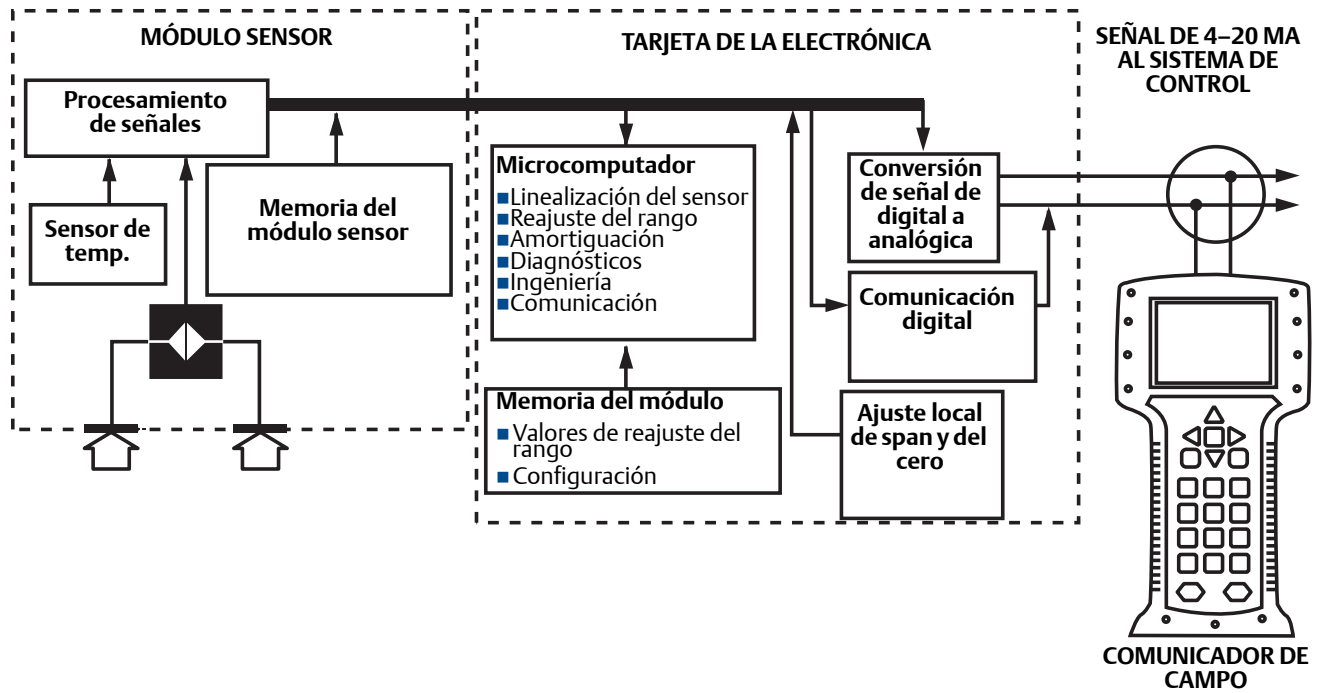 MÓDULO SENSOR
Procesamiento
de señales
Sensor de
temp.
Memoria del
módulo sensor
TARJETA DE LA ELECTRÓNICA
Microcomputador
Linealización del sensor
Reajuste del rango
Amortiguación
Diagnósticos
Ingeniería
Comunicación
Memoria del módulo
Valores de reajuste del
rango
Configuración
Conversión
de señal de
digital a
analógica
Comunicación
digital
Ajuste local
de span y del
cero
SEÑAL DE 4–20 MA
AL SISTEMA DE
CONTROL
COMUNICADOR DE
CAMPO